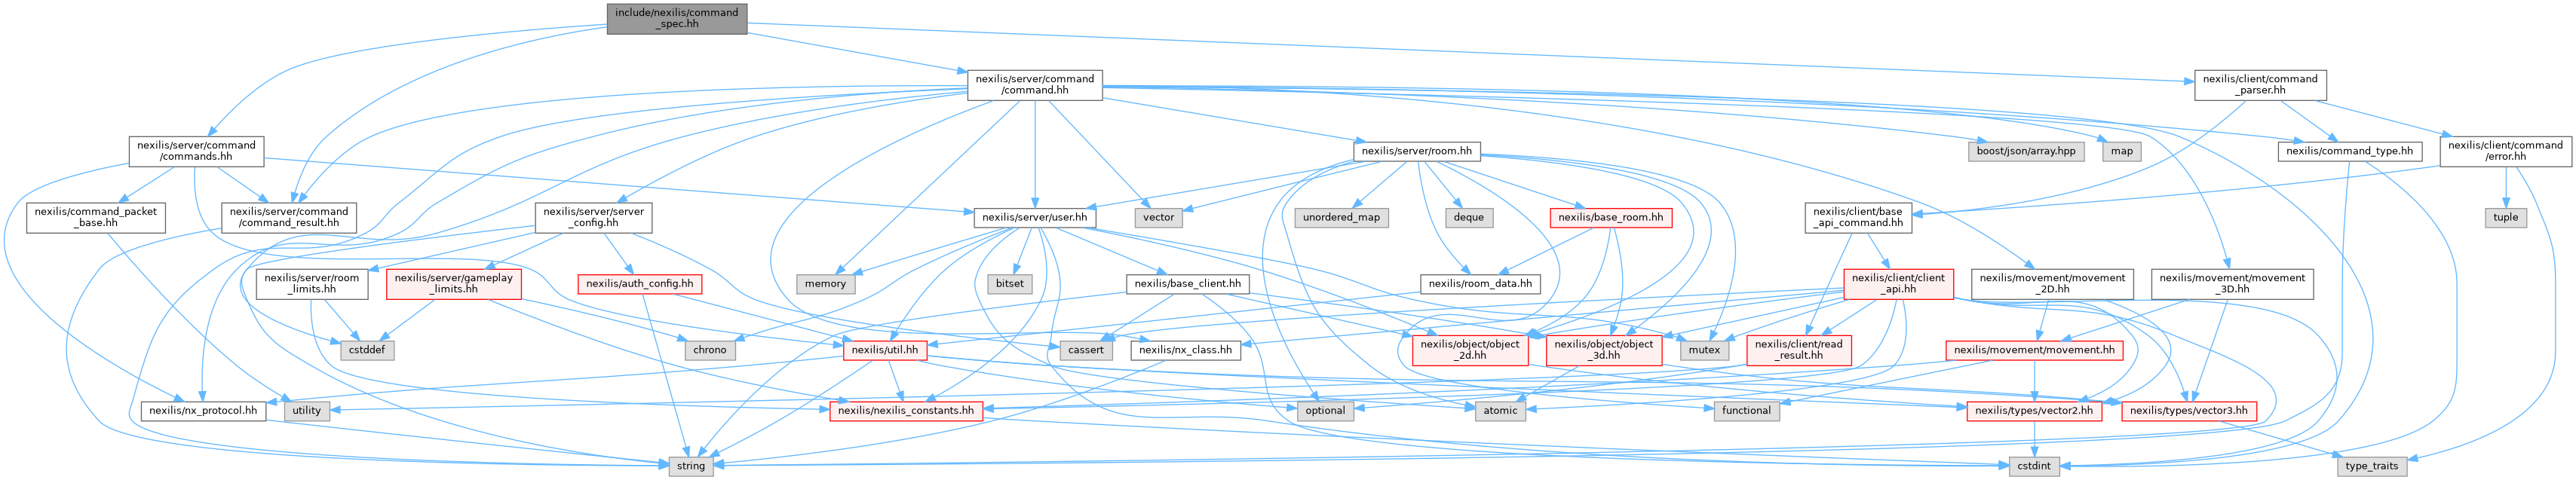 include/nexilis/command
_spec.hh
nexilis/server/command
/command.hh
nexilis/client/command
_parser.hh
nexilis/server/command
/commands.hh
nexilis/server/room.hh
boost/json/array.hpp
map
nexilis/command_type.hh
nexilis/client/command
/error.hh
nexilis/command_packet
_base.hh
nexilis/server/command
/command_result.hh
nexilis/server/server
_config.hh
nexilis/server/user.hh
vector
unordered_map
deque
nexilis/base_room.hh
nexilis/client/base
_api_command.hh
tuple
nexilis/server/room
_limits.hh
nexilis/server/gameplay
_limits.hh
nexilis/auth_config.hh
memory
bitset
nexilis/base_client.hh
nexilis/room_data.hh
nexilis/client/client
_api.hh
nexilis/movement/movement
_2D.hh
nexilis/movement/movement
_3D.hh
cstddef
chrono
nexilis/util.hh
cassert
nexilis/nx_class.hh
nexilis/object/object
_2d.hh
nexilis/object/object
_3d.hh
mutex
nexilis/client/read
_result.hh
nexilis/movement/movement.hh
nexilis/nx_protocol.hh
utility
nexilis/nexilis_constants.hh
optional
atomic
functional
nexilis/types/vector2.hh
nexilis/types/vector3.hh
string
cstdint
type_traits